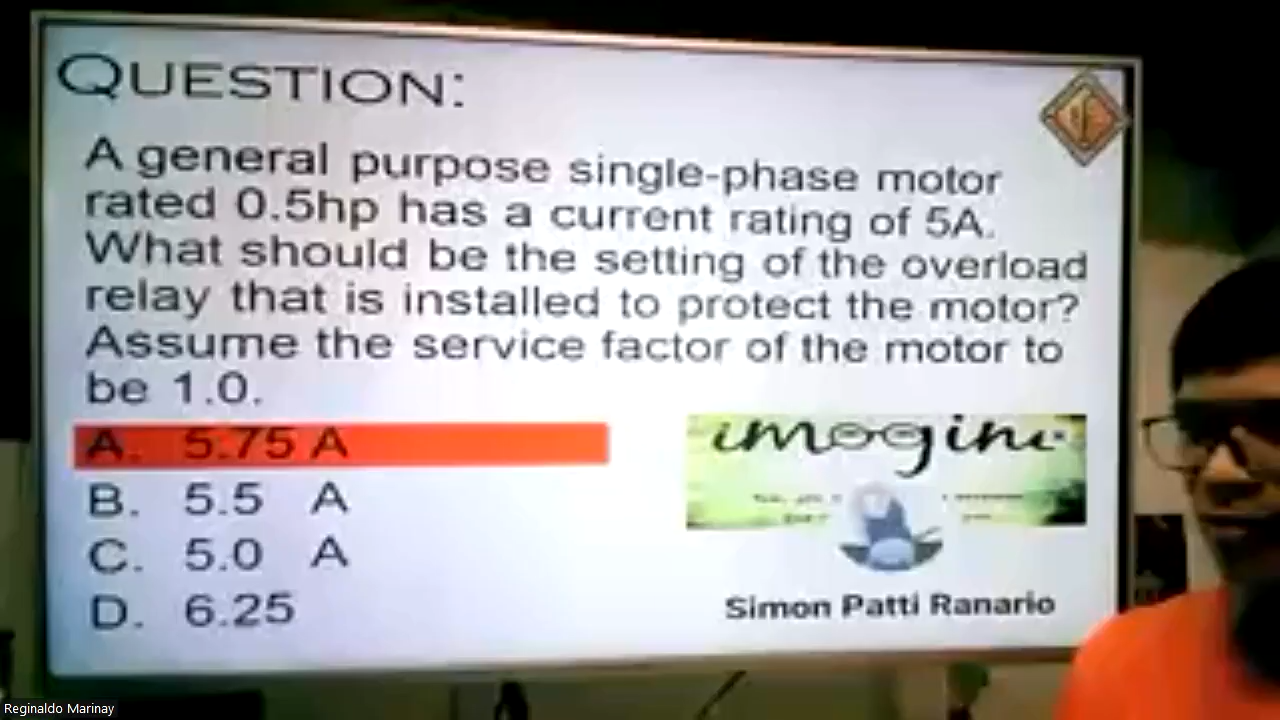 QUESTION:
A general purpose single-phase motor
rated 0.5hp has a current rating of 5A.
What should be the setting of the overload
relay that is installed to protect the motor?
Assume the service factor of the motor to
be 1.0.
A. 5.75 A
B. 5.5 A
C. 5.0 A
D. 6.25
imagine
Simon Patti Ranario
Reginaldo Marinay